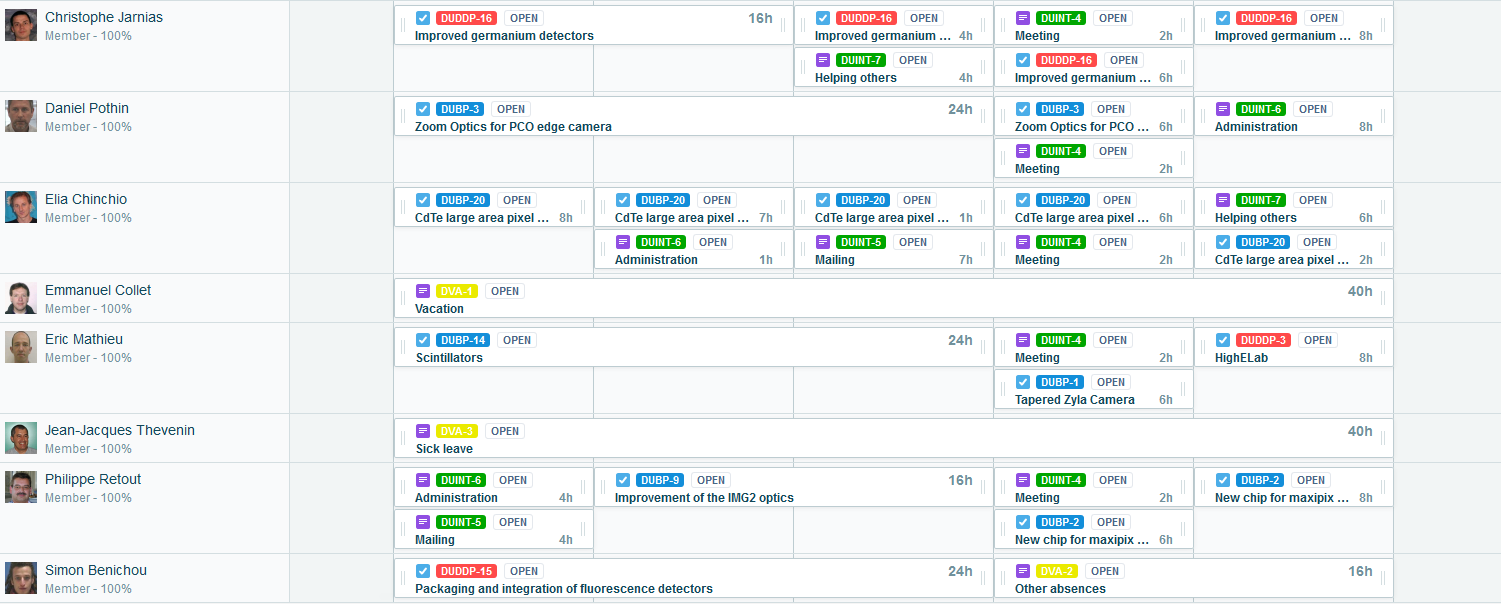 Christophe Jarnias
Member - 100%
DUDDP-16 OPEN 16h
Improved germanium detectors
DUDDP-16 OPEN
Improved germanium ... 4h
DUINT-7 OPEN
Helping others 4h
DUINT-4 OPEN
Meeting 2h
DUDDP-16 OPEN
Improved germanium ... 6h
DUDDP-16 OPEN
Improved germanium ... 8h
Daniel Pothin
Member - 100%
DUBP-3 OPEN 24h
Zoom Optics for PCO edge camera
DUBP-3 OPEN
Zoom Optics for PCO ... 6h
DUINT-4 OPEN
Meeting 2h
DUINT-6 OPEN
Administration 8h
Elia Chinchio
Member - 100%
DUBP-20 OPEN
CdTe large area pixel ... 8h
DUBP-20 OPEN
CdTe large area pixel ... 7h
DUINT-6 OPEN
Administration 1h
DUBP-20 OPEN
CdTe large area pixel ... 1h
DUINT-5 OPEN
Mailing 7h
DUBP-20 OPEN
CdTe large area pixel ... 6h
DUINT-4 OPEN
Meeting 2h
DUINT-7 OPEN
Helping others 6h
DUBP-20 OPEN
CdTe large area pixel ... 2h
Emmanuel Collet
Member - 100%
DVA-1 OPEN 40h
Vacation
Eric Mathieu
Member - 100%
DUBP-14 OPEN 24h
Scintillators
DUINT-4 OPEN
Meeting 2h
DUBP-1 OPEN
Tapered Zyla Camera 6h
DUDDP-3 OPEN
HighELab 8h
Jean-Jacques Thevenin
Member - 100%
DVA-3 OPEN 40h
Sick leave
Philippe Retout
Member - 100%
DUINT-6 OPEN
Administration 4h
DUINT-5 OPEN
Mailing 4h
DUBP-9 OPEN 16h
Improvement of the IMG2 optics
DUINT-4 OPEN
Meeting 2h
DUBP-2 OPEN
New chip for maxipix ... 6h
DUBP-2 OPEN
New chip for maxipix ... 8h
Simon Benichou
Member - 100%
DUDDP-15 OPEN 24h
Packaging and integration of fluorescence detectors
DVA-2 OPEN 16h
Other absences